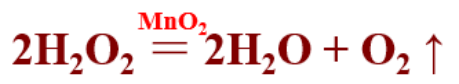 MnO₂
2H₂O₂ = 2H₂O + O₂ ↑